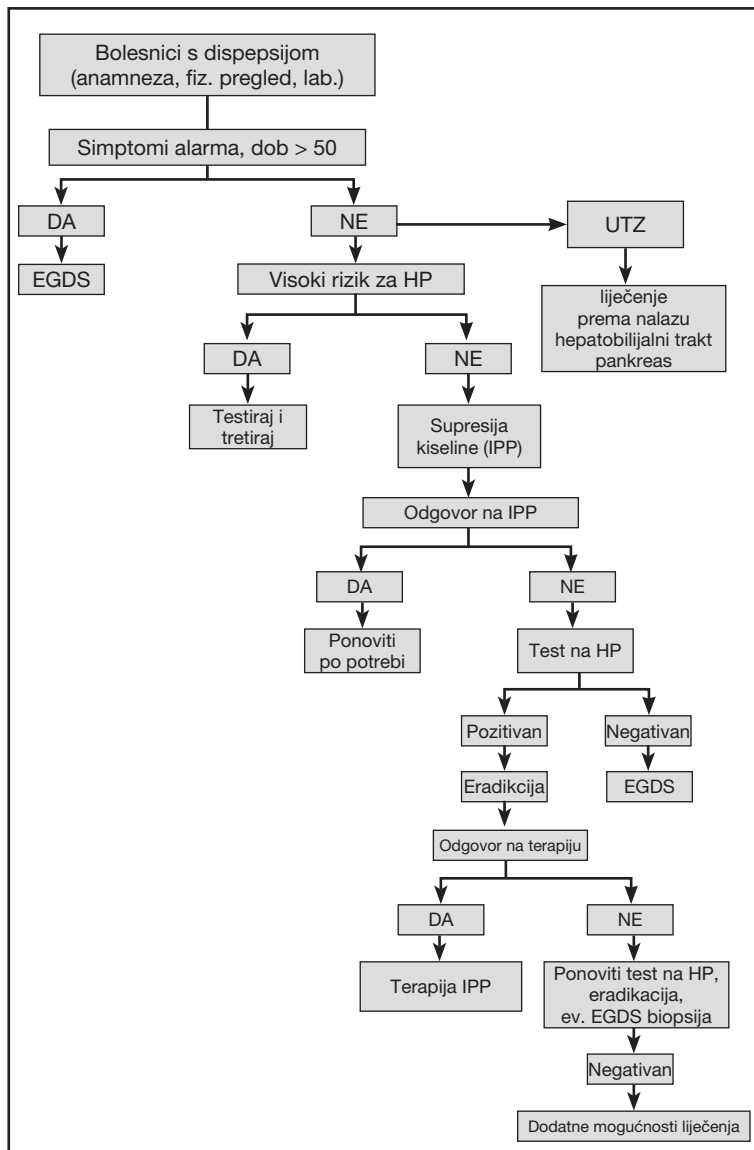 Bolesnici s dispepsijom
(anamneza, fiz. pregled, lab.)
Simptomi alarma, dob > 50
DA
NE
UTZ
EGDS
Visoki rizik za HP
liječenje
prema nalazu
hepatobilijalni trakt
pankreas
DA
NE
Testiraj i
tretiraj
Supresija
kiseline (IPP)
Odgovor na IPP
DA
NE
Ponoviti
po potrebi
Test na HP
Pozitivan
Negativan
Eradikcija
EGDS
Odgovor na terapiju
DA
NE
Terapija IPP
Ponoviti test na HP,
eradikacija,
ev. EGDS biopsija
Negativan
Dodatne mogućnosti liječenja